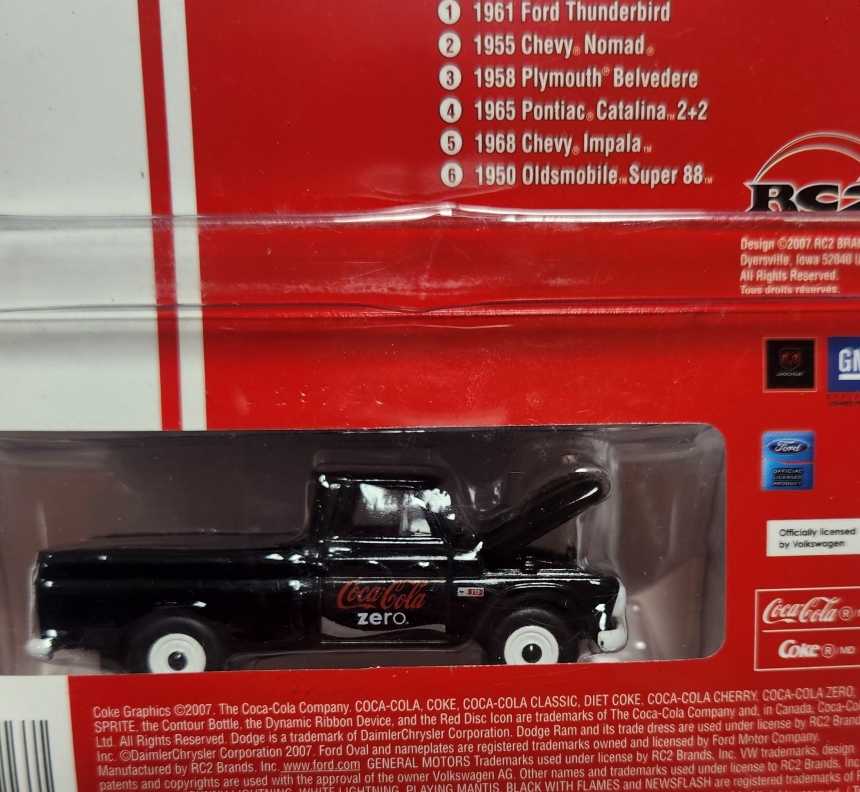 1 1961 Ford Thunderbird
2 1955 Chevy® Nomad®
3 1958 Plymouth® Belvedere
4 1965 Pontiac® Catalina™ 2+2
5 1968 Chevy® Impala™
6 1950 Oldsmobile™ Super 88™
RC2
Design ©2007 RC2 BRAN
Dyersville, Iowa 52040 U
All Rights Reserved.
Tous droits réservés.
DODGE
GM
Ford
OFFICIAL
LICENSED
PRODUCT
Officially licensed
by Volkswagen
Coca-Cola
zero.
10
Coca-Cola ®
Coke ® MD
Coke Graphics ©2007. The Coca-Cola Company. COCA-COLA, COKE, COCA-COLA CLASSIC, DIET COKE, COCA-COLA CHERRY, COCA-COLA ZERO,
SPRITE, the Contour Bottle, the Dynamic Ribbon Device, and the Red Disc Icon are trademarks of The Coca-Cola Company and, in Canada, Coca-Co
Ltd. All Rights Reserved. Dodge is a trademark of DaimlerChrysler Corporation. Dodge Ram and its trade dress are used under license by RC2 Brand
Inc. ©DaimlerChrysler Corporation 2007. Ford Oval and nameplates are registered trademarks owned and licensed by Ford Motor Company.
Manufactured by RC2 Brands, Inc. www.ford.com GENERAL MOTORS Trademarks used under license by RC2 Brands, Inc. VW trademarks, design
patents and copyrights are used with the approval of the owner Volkswagen AG. Other names and trademarks used under license to RC2 Brands, Inc
LIGHTNING, WHITE LIGHTNING, PLAYING MANTIS, BLACK WITH FLAMES and NEWSFLASH are registered trademarks of R